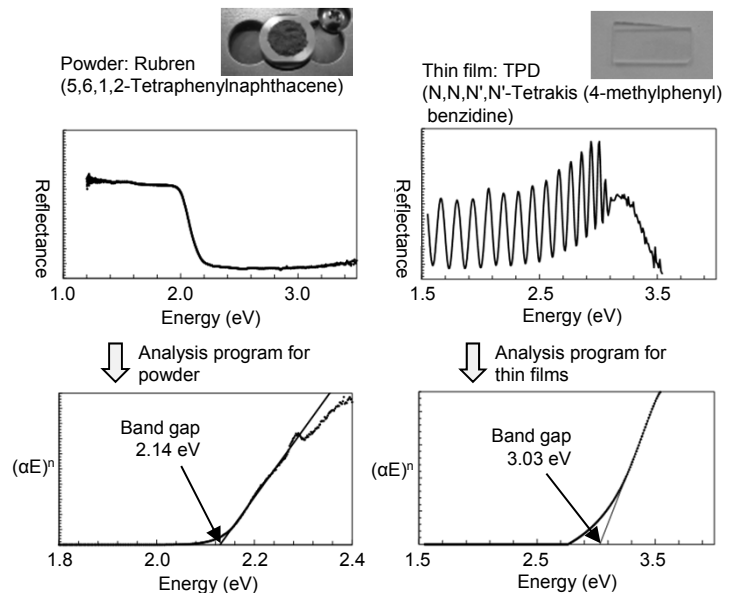 Powder: Rubren
(5,6,1,2-Tetraphenylnaphthacene)
Reflectance
1.0 2.0 3.0
Energy (eV)
Analysis program for
powder
Band gap
2.14 eV
(αE)ⁿ
1.8 2.0 2.2 2.4
Energy (eV)
Thin film: TPD
(N,N,N',N'-Tetrakis (4-methylphenyl)
benzidine)
Reflectance
1.5 2.5 3.5
Energy (eV)
Analysis program for
thin films
Band gap
3.03 eV
(αE)ⁿ
1.5 2.5 3.5
Energy (eV)